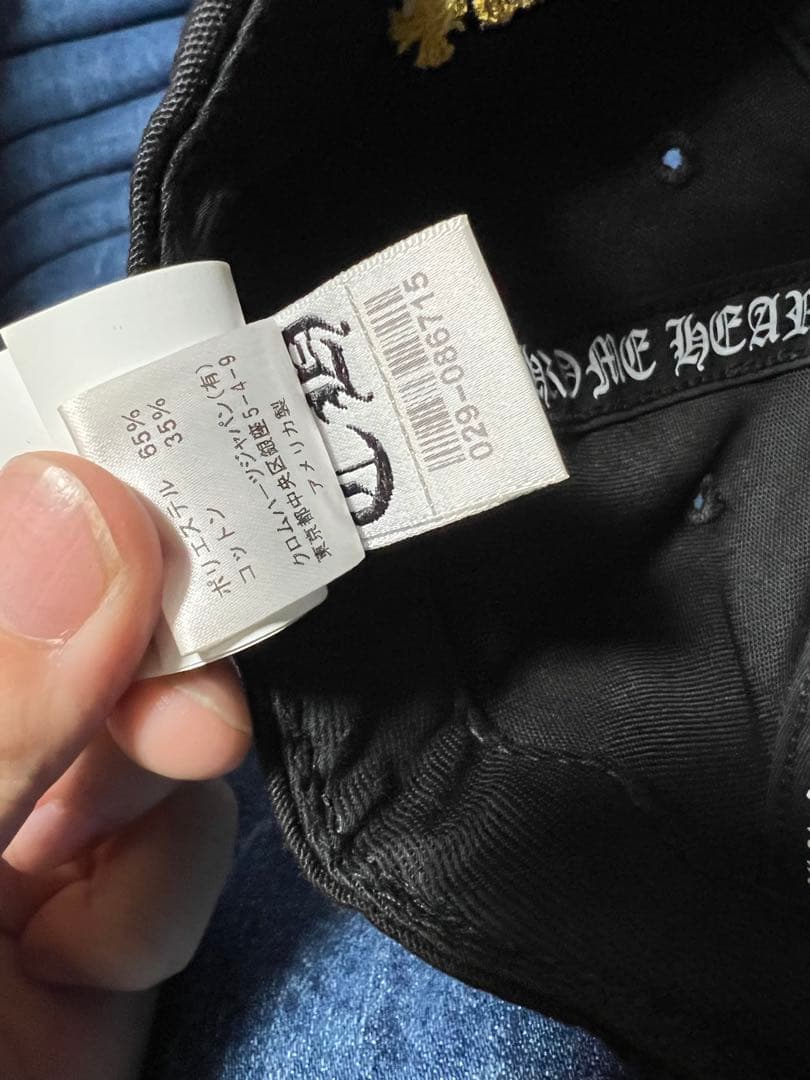 ポリエステル 65%
コットン 35%
クロムハーツジャパン(有)
東京都中央区銀座5-4-9
アメリカ製
029-086715